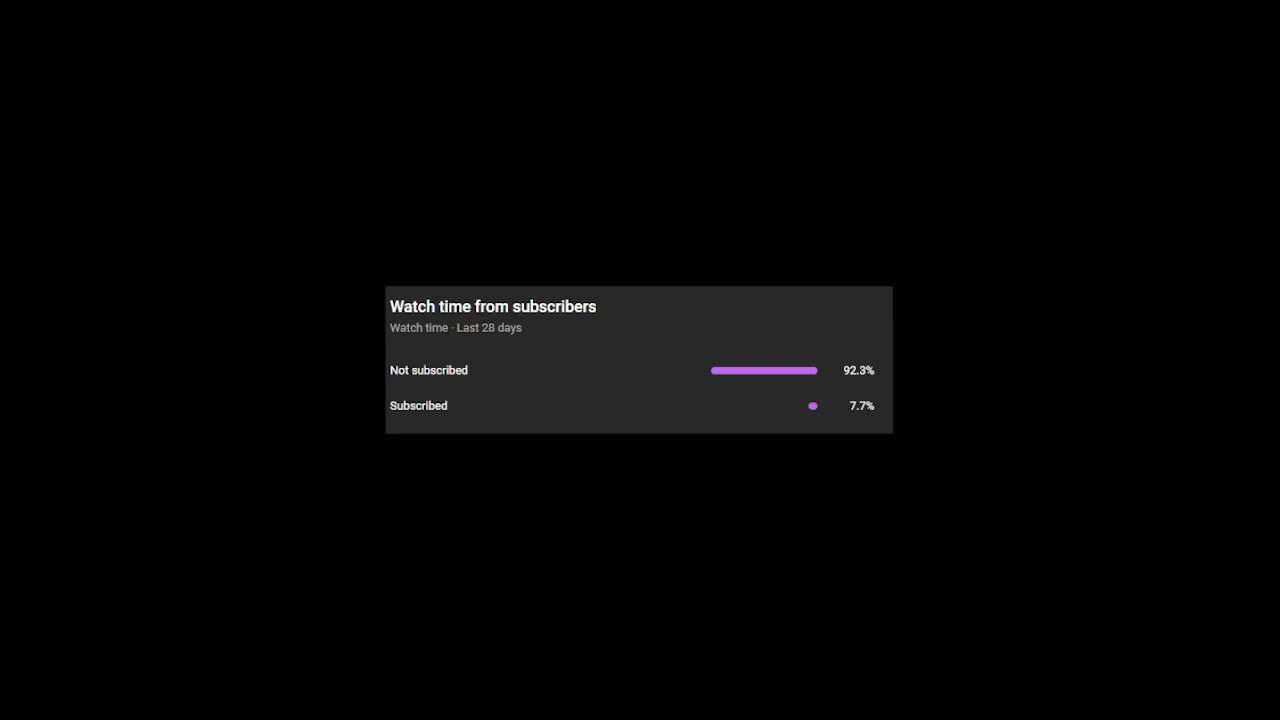 Watch time from subscribers
Watch time · Last 28 days
Not subscribed 92.3%
Subscribed 7.7%